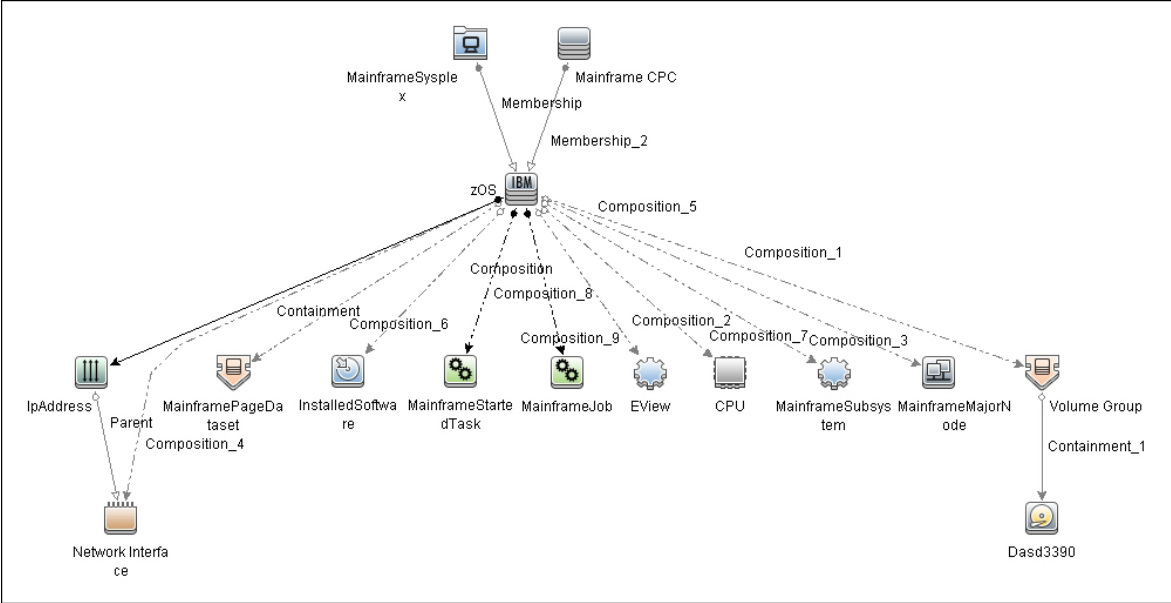 MainframeSysple
x
Mainframe CPC
Membership
Membership_2
IBM
zOS
Composition_5
Composition_1
Composition
Composition_8
Containment
Composition_6
Composition_2
Composition_9
Composition_7
Composition_3
IpAddress
MainframePageDa
taset
InstalledSoftwa
re
MainframeStarte
dTask
MainframeJob
EView
CPU
MainframeSubsys
tem
MainframeMajorN
ode
Volume Group
Parent
Composition_4
Containment_1
Network Interfa
ce
Dasd3390